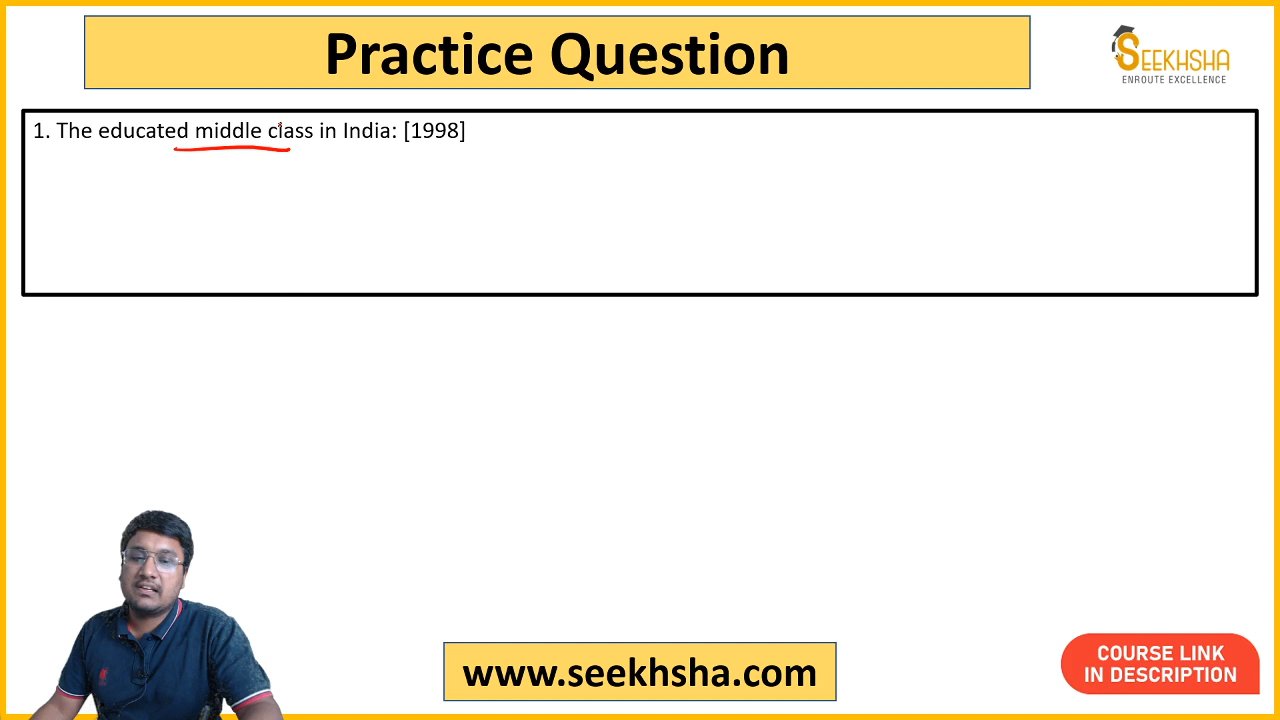 Practice Question
SEEKHSHA
ENROUTE EXCELLENCE
1. The educated middle class in India: [1998]
www.seekhsha.com
COURSE LINK
IN DESCRIPTION